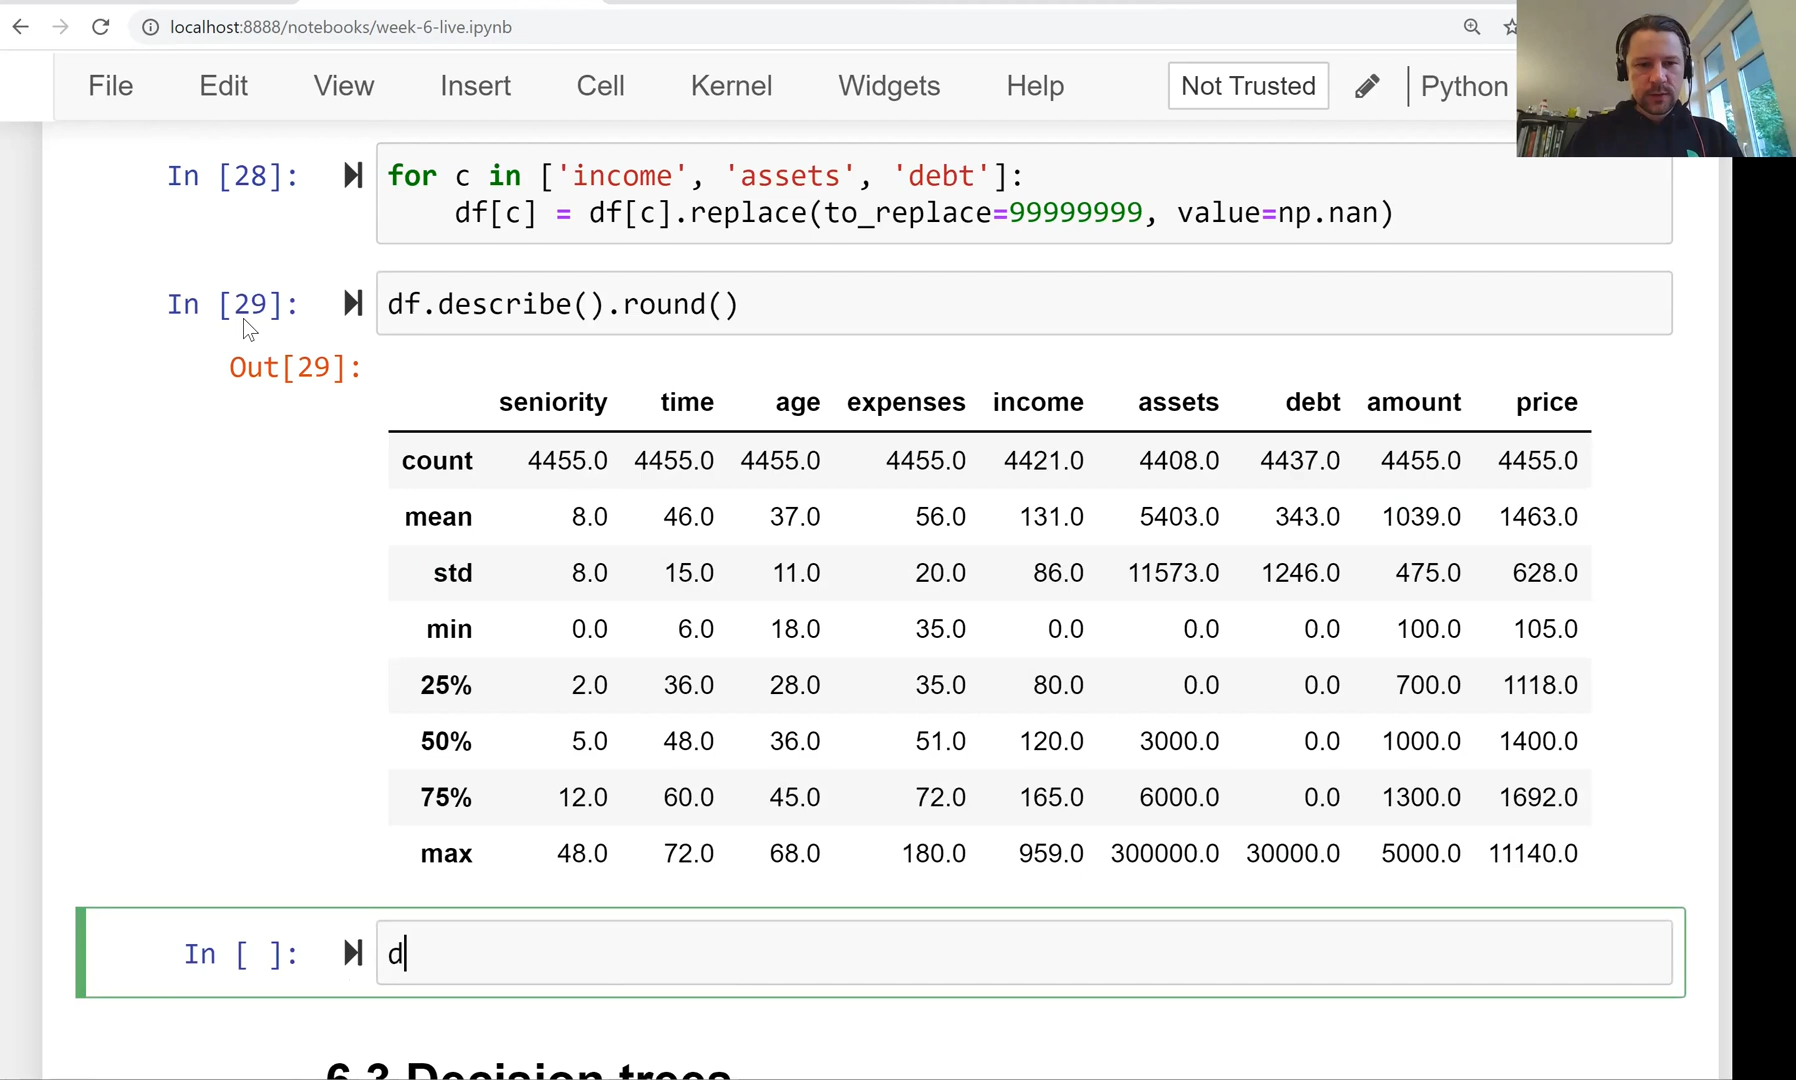 localhost:8888/notebooks/week-6-live.ipynb
File Edit View Insert Cell Kernel Widgets Help Not Trusted Python
In [28]: for c in ['income', 'assets', 'debt']:
df[c] = df[c].replace(to_replace=99999999, value=np.nan)
In [29]: df.describe().round()
Out[29]:
seniority time age expenses income assets debt amount price
count 4455.0 4455.0 4455.0 4455.0 4421.0 4408.0 4437.0 4455.0 4455.0
mean 8.0 46.0 37.0 56.0 131.0 5403.0 343.0 1039.0 1463.0
std 8.0 15.0 11.0 20.0 86.0 11573.0 1246.0 475.0 628.0
min 0.0 6.0 18.0 35.0 0.0 0.0 0.0 100.0 105.0
25% 2.0 36.0 28.0 35.0 80.0 0.0 0.0 700.0 1118.0
50% 5.0 48.0 36.0 51.0 120.0 3000.0 0.0 1000.0 1400.0
75% 12.0 60.0 45.0 72.0 165.0 6000.0 0.0 1300.0 1692.0
max 48.0 72.0 68.0 180.0 959.0 300000.0 30000.0 5000.0 11140.0
In [ ]: d
6.3 Decision trees